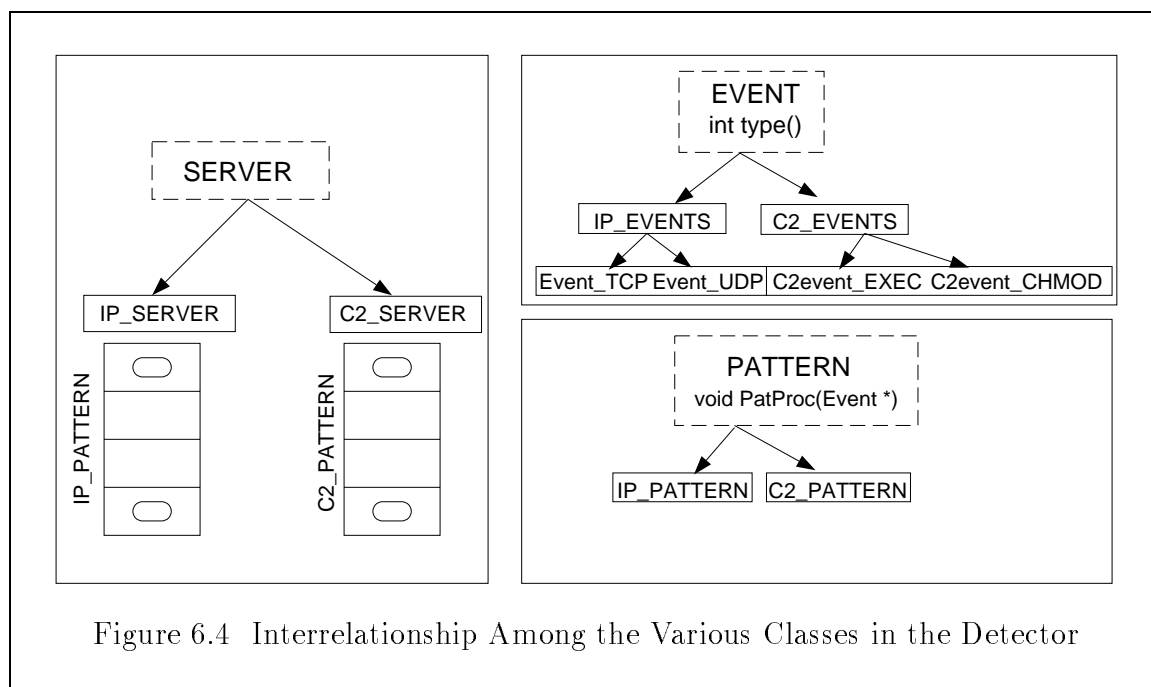 SERVER
IP_SERVER
C2_SERVER
IP_PATTERN
C2_PATTERN
EVENT
int type()
IP_EVENTS
C2_EVENTS
Event_TCP Event_UDP C2event_EXEC C2event_CHMOD
PATTERN
void PatProc(Event *)
IP_PATTERN
C2_PATTERN
Figure 6.4 Interrelationship Among the Various Classes in the Detector